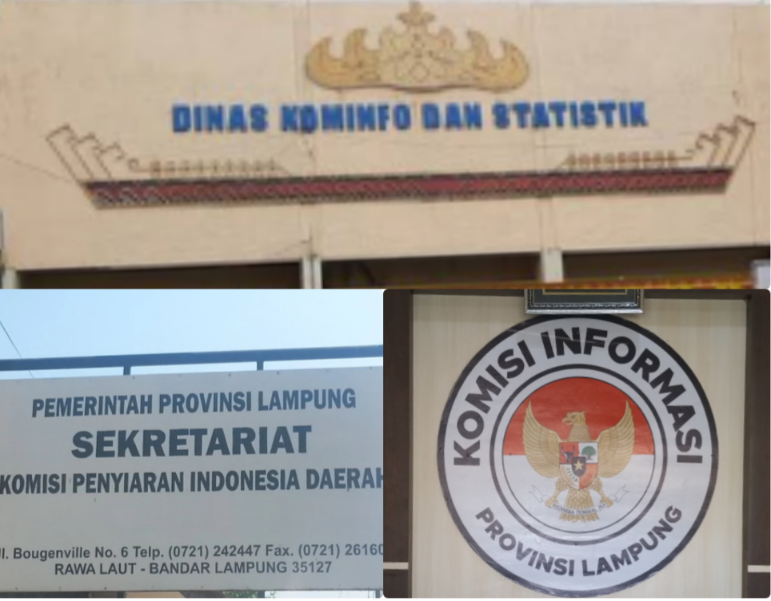 DINAS KOMINFO DAN STATISTIK
PEMERINTAH PROVINSI LAMPUNG
SEKRETARIAT
KOMISI PENYIARAN INDONESIA DAERAH
Jl. Bougenville No. 6 Telp. (0721) 242447 Fax. (0721) 26160
RAWA LAUT - BANDAR LAMPUNG 35127
KOMISI INFORMASI
PROVINSI LAMPUNG